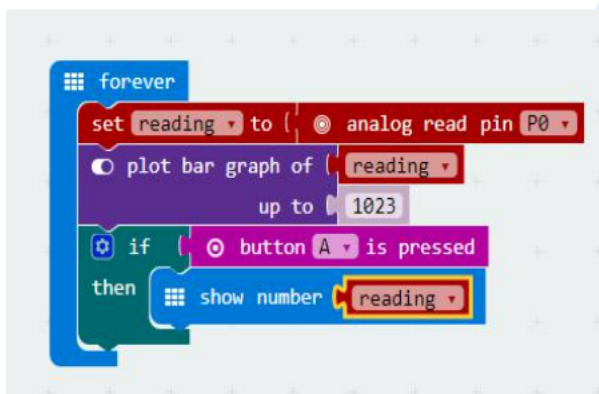 forever
set reading to analog read pin P0
plot bar graph of reading
up to 1023
if button A is pressed
then show number reading